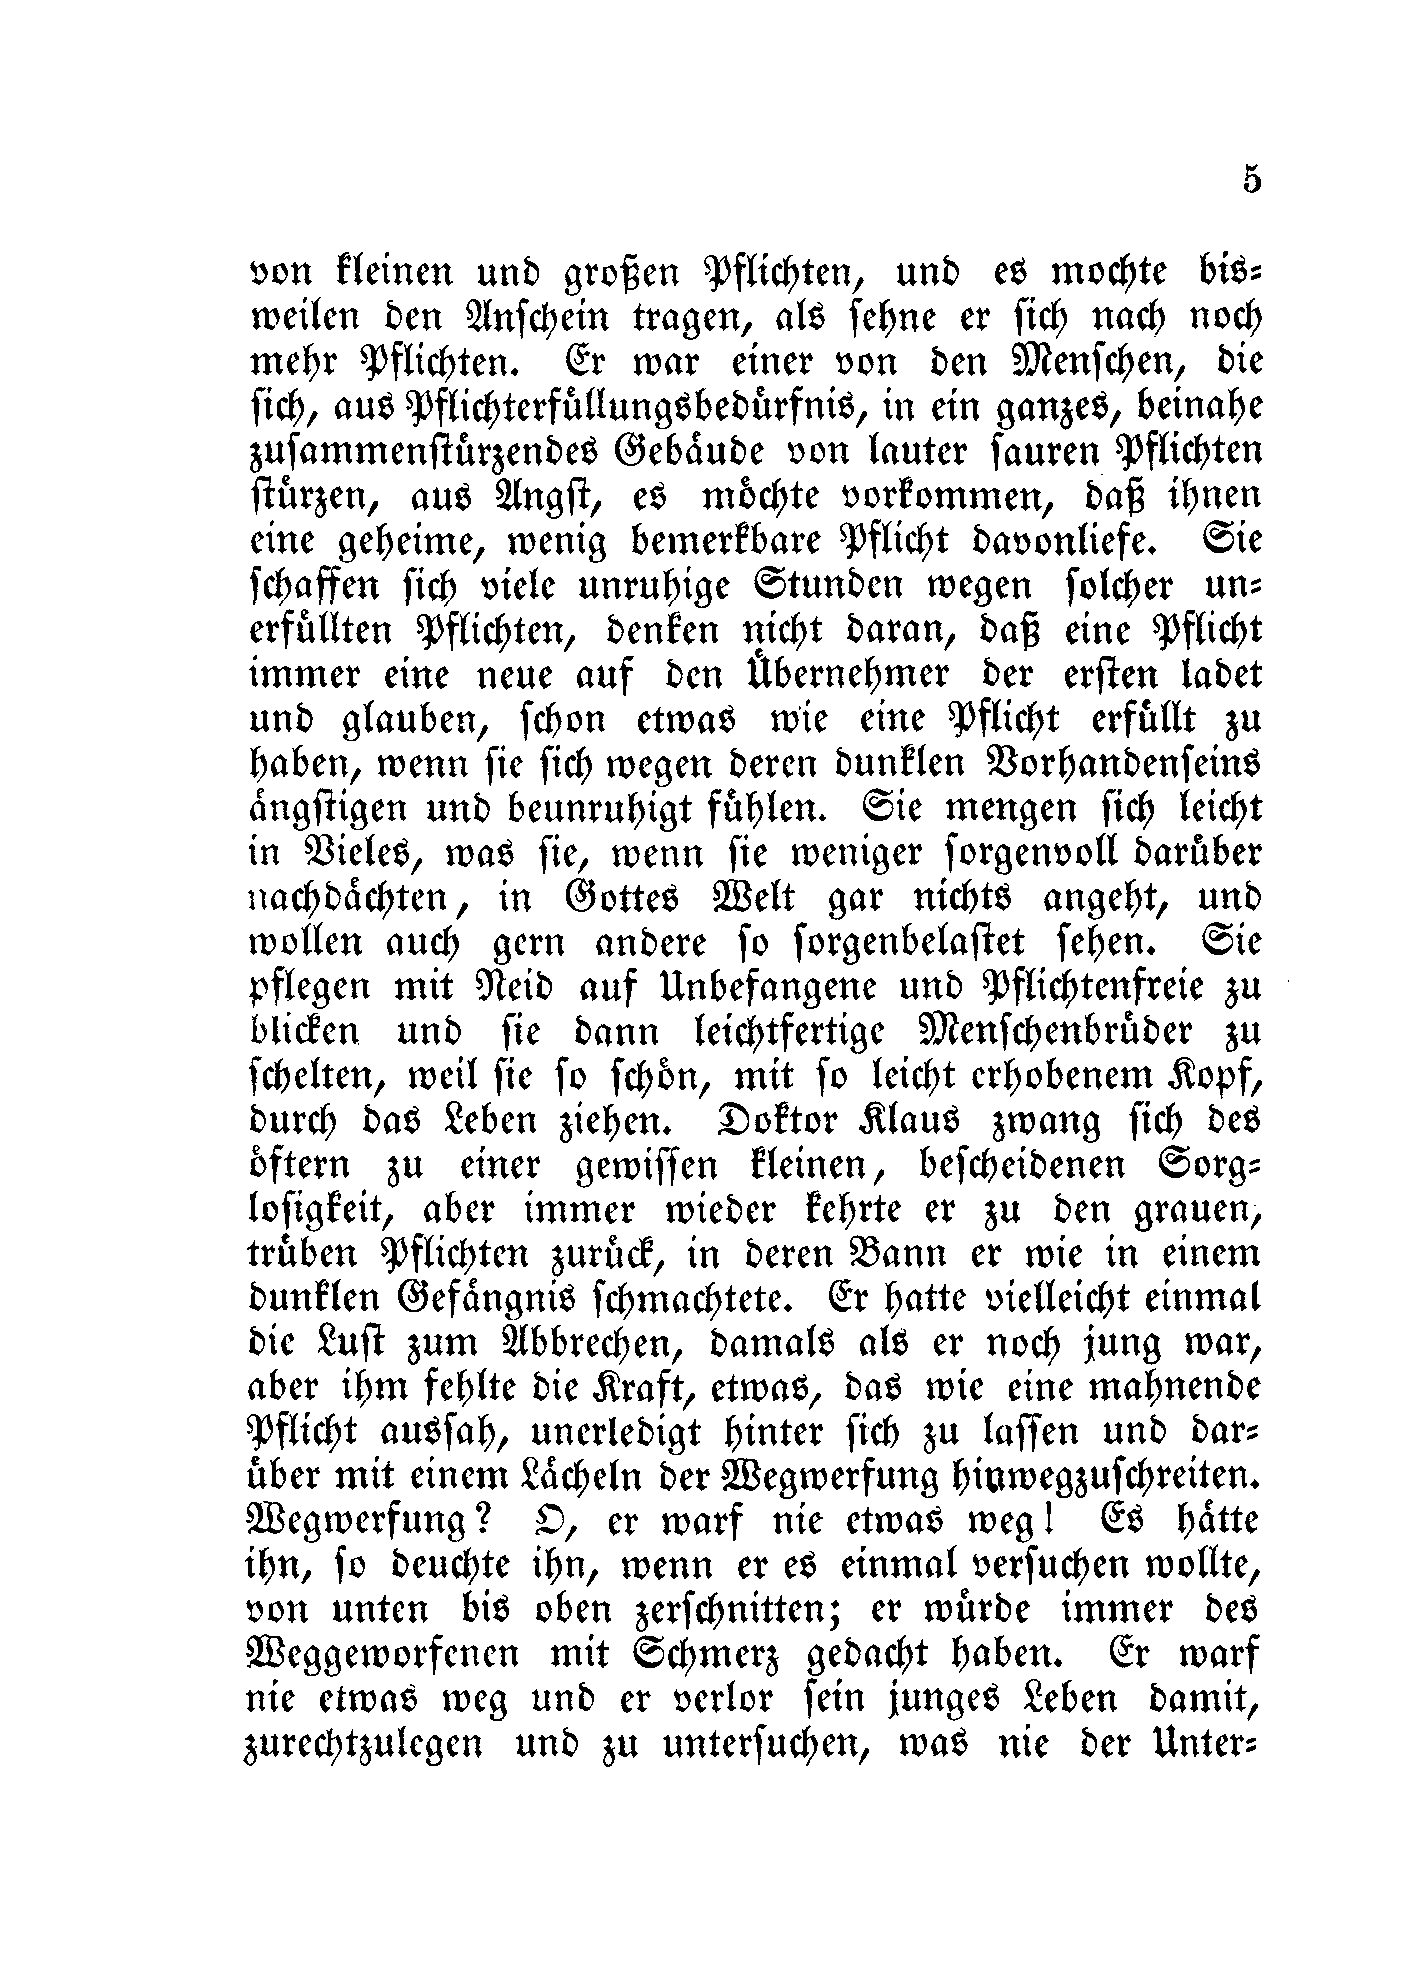 5
von kleinen und großen Pflichten, und es mochte bis-
weilen den Anschein tragen, als sehne er sich nach noch
mehr Pflichten. Er war einer von den Menschen, die
sich, aus Pflichterfüllungsbedürfnis, in ein ganzes, beinahe
zusammenstürzendes Gebäude von lauter sauren Pflichten
stürzen, aus Angst, es möchte vorkommen, daß ihnen
eine geheime, wenig bemerkbare Pflicht davonliefe. Sie
schaffen sich viele unruhige Stunden wegen solcher un-
erfüllten Pflichten, denken nicht daran, daß eine Pflicht
immer eine neue auf den Übernehmer der ersten ladet
und glauben, schon etwas wie eine Pflicht erfüllt zu
haben, wenn sie sich wegen deren dunklen Vorhandenseins
ängstigen und beunruhigt fühlen. Sie mengen sich leicht
in Vieles, was sie, wenn sie weniger sorgenvoll darüber
nachdächten, in Gottes Welt gar nichts angeht, und
wollen auch gern andere so sorgenbelastet sehen. Sie
pflegen mit Neid auf Unbefangene und Pflichtenfreie zu
blicken und sie dann leichtfertige Menschenbrüder zu
schelten, weil sie so schön, mit so leicht erhobenem Kopf,
durch das Leben ziehen. Doktor Klaus zwang sich des
öftern zu einer gewissen kleinen, bescheidenen Sorg-
losigkeit, aber immer wieder kehrte er zu den grauen,
trüben Pflichten zurück, in deren Bann er wie in einem
dunklen Gefängnis schmachtete. Er hatte vielleicht einmal
die Lust zum Abbrechen, damals als er noch jung war,
aber ihm fehlte die Kraft, etwas, das wie eine mahnende
Pflicht aussah, unerledigt hinter sich zu lassen und dar-
über mit einem Lächeln der Wegwerfung hinwegzuschreiten.
Wegwerfung? O, er warf nie etwas weg! Es hätte
ihn, so deuchte ihn, wenn er es einmal versuchen wollte,
von unten bis oben zerschnitten; er würde immer des
Weggeworfenen mit Schmerz gedacht haben. Er warf
nie etwas weg und er verlor sein junges Leben damit,
zurechtzulegen und zu untersuchen, was nie der Unter-